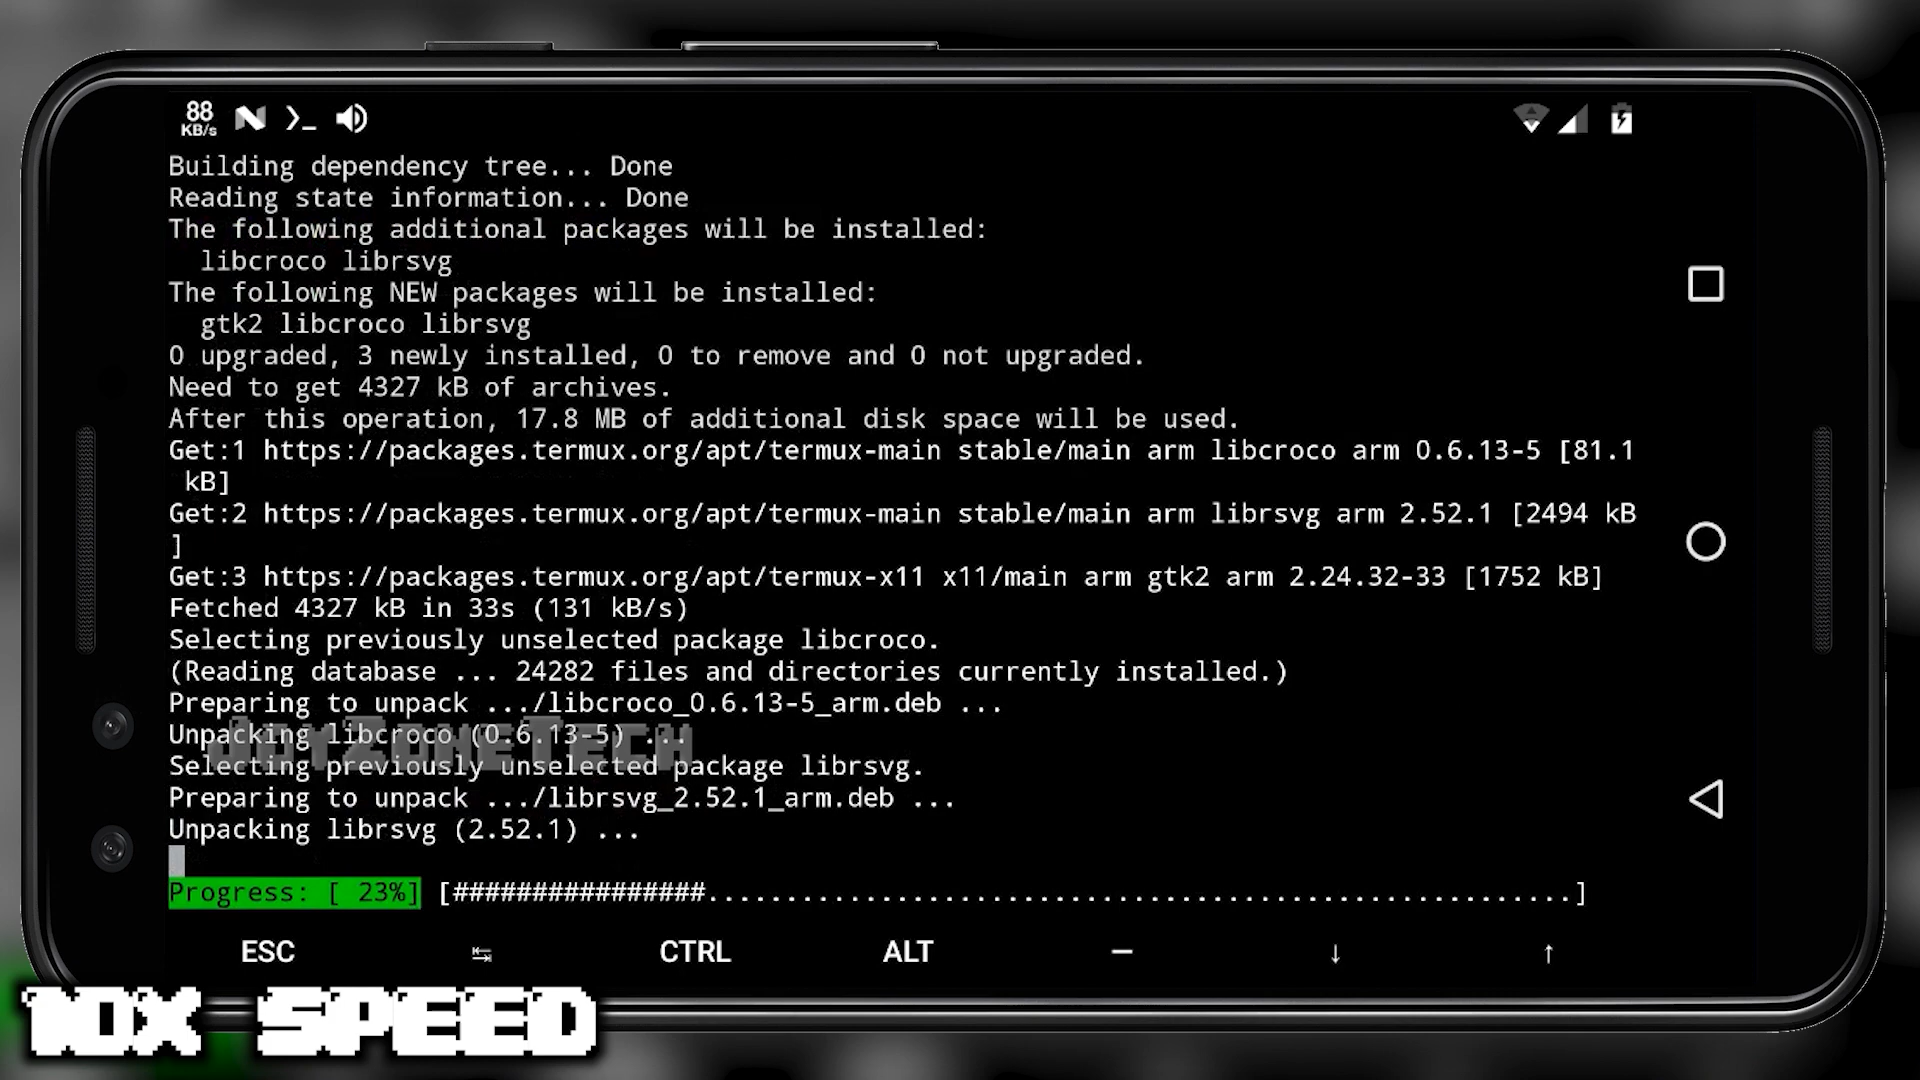 88
KB/s
Building dependency tree... Done
Reading state information... Done
The following additional packages will be installed:
libcroco librsvg
The following NEW packages will be installed:
gtk2 libcroco librsvg
0 upgraded, 3 newly installed, 0 to remove and 0 not upgraded.
Need to get 4327 kB of archives.
After this operation, 17.8 MB of additional disk space will be used.
Get:1 https://packages.termux.org/apt/termux-main stable/main arm libcroco arm 0.6.13-5 [81.1
kB]
Get:2 https://packages.termux.org/apt/termux-main stable/main arm librsvg arm 2.52.1 [2494 kB
]
Get:3 https://packages.termux.org/apt/termux-x11 x11/main arm gtk2 arm 2.24.32-33 [1752 kB]
Fetched 4327 kB in 33s (131 kB/s)
Selecting previously unselected package libcroco.
(Reading database ... 24282 files and directories currently installed.)
Preparing to unpack .../libcroco_0.6.13-5_arm.deb ...
Unpacking libcroco (0.6.13-5) ...
Selecting previously unselected package librsvg.
Preparing to unpack .../librsvg_2.52.1_arm.deb ...
Unpacking librsvg (2.52.1) ...
Progress: [ 23%] [################.......................................................]
ESC ↹ CTRL ALT — ↓ ↑
10X SPEED